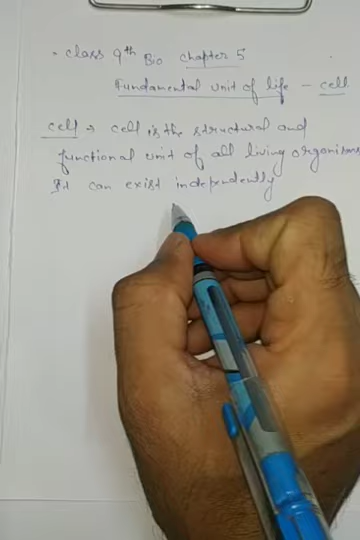 • Class 9th Bio Chapter 5
Fundamental unit of life - cell
cell → cell is the structural and
functional unit of all living organisms
It can exist independently